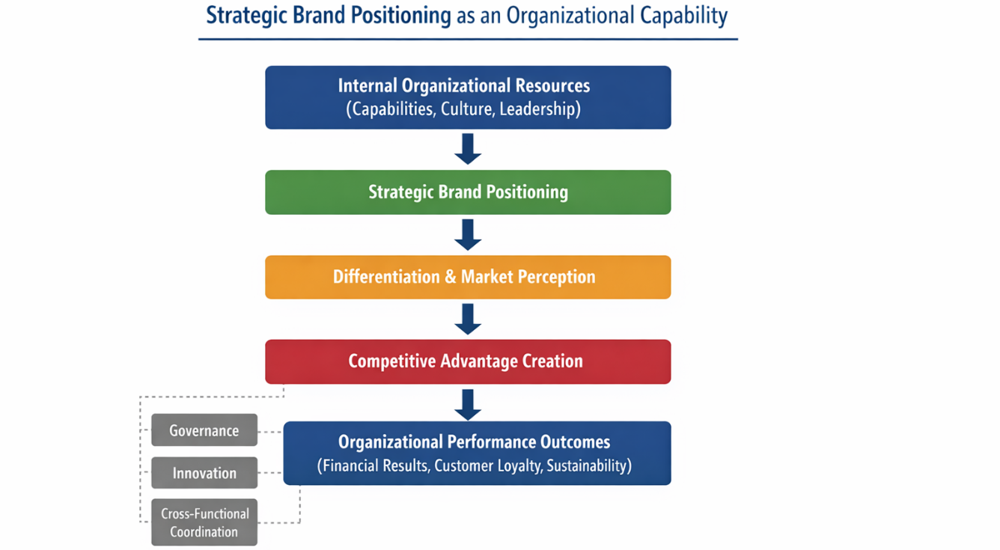 Strategic Brand Positioning as an Organizational Capability
Internal Organizational Resources
(Capabilities, Culture, Leadership)
Strategic Brand Positioning
Differentiation & Market Perception
Competitive Advantage Creation
Governance
Innovation
Cross-Functional
Coordination
Organizational Performance Outcomes
(Financial Results, Customer Loyalty, Sustainability)